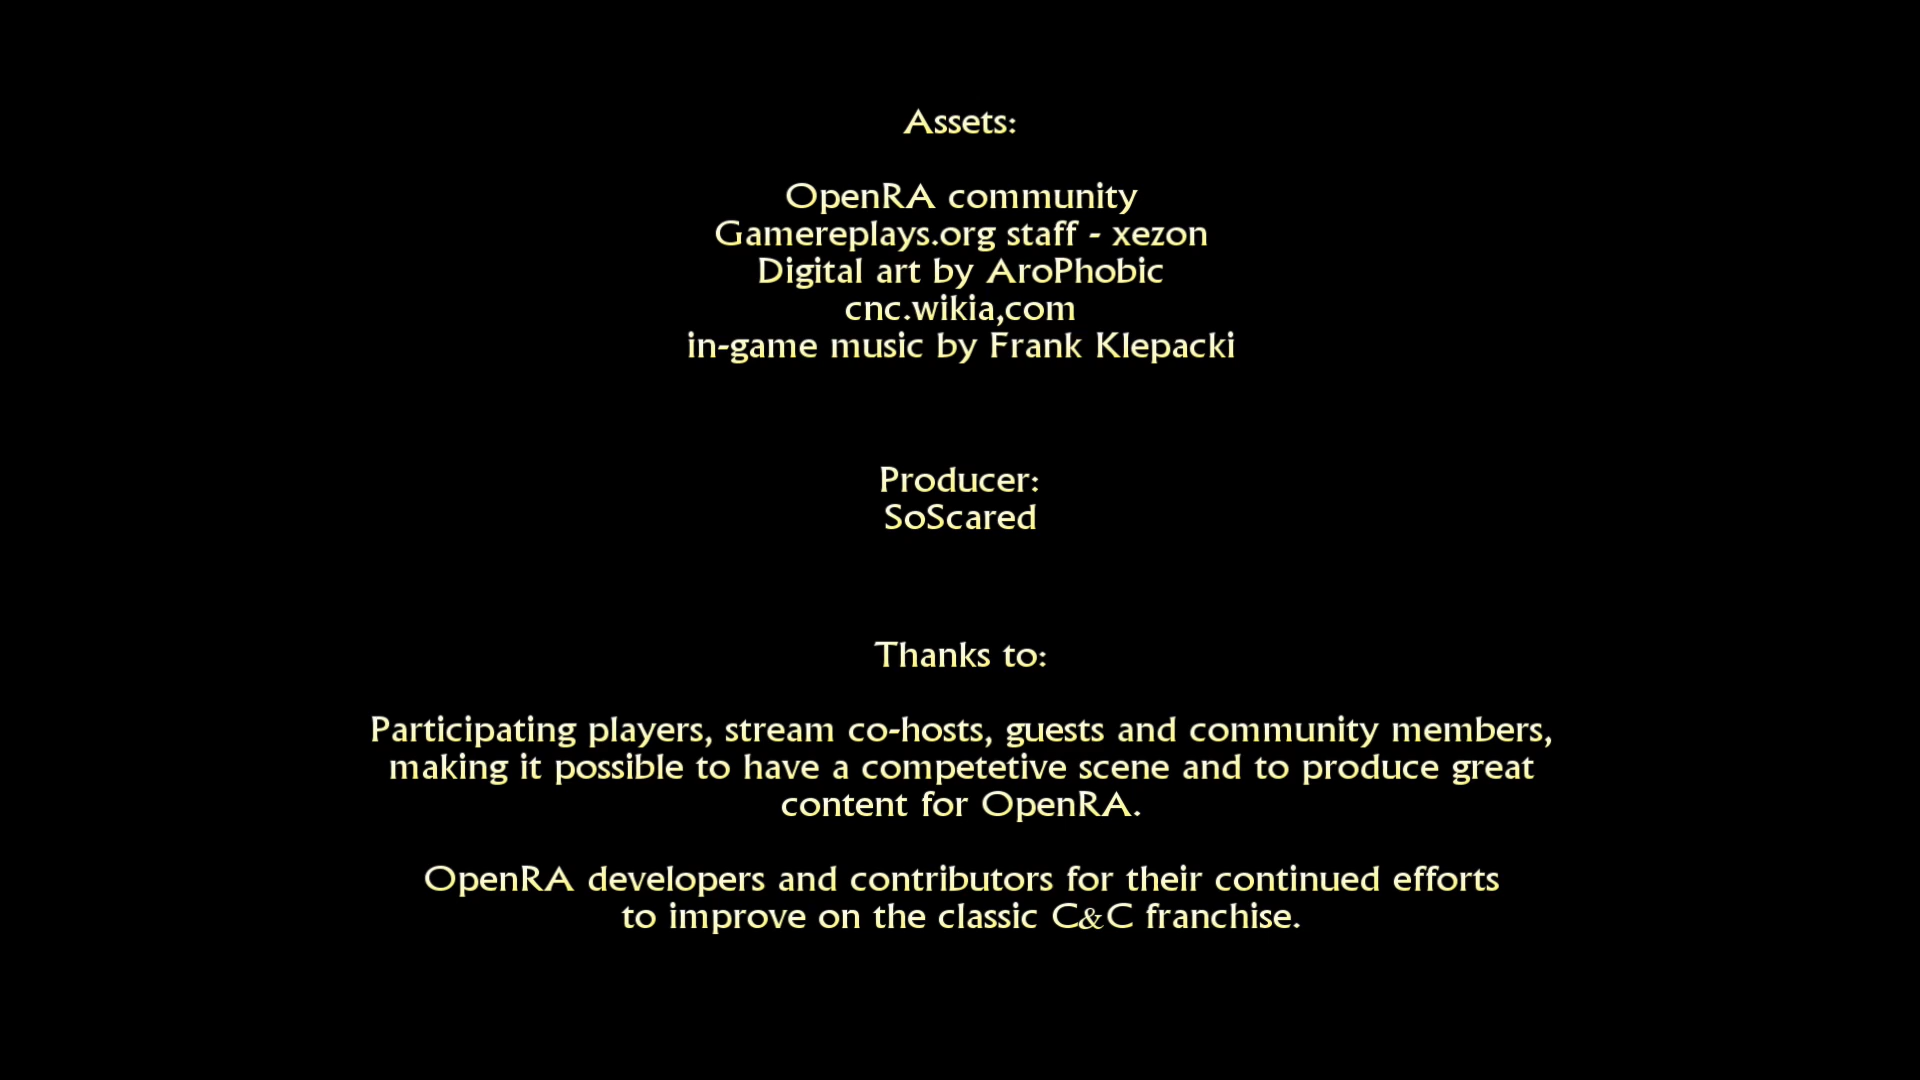 Assets:
OpenRA community
Gamereplays.org staff - xezon
Digital art by AroPhobic
cnc.wikia,com
in-game music by Frank Klepacki
Producer:
SoScared
Thanks to:
Participating players, stream co-hosts, guests and community members,
making it possible to have a competetive scene and to produce great
content for OpenRA.
OpenRA developers and contributors for their continued efforts
to improve on the classic C&C franchise.